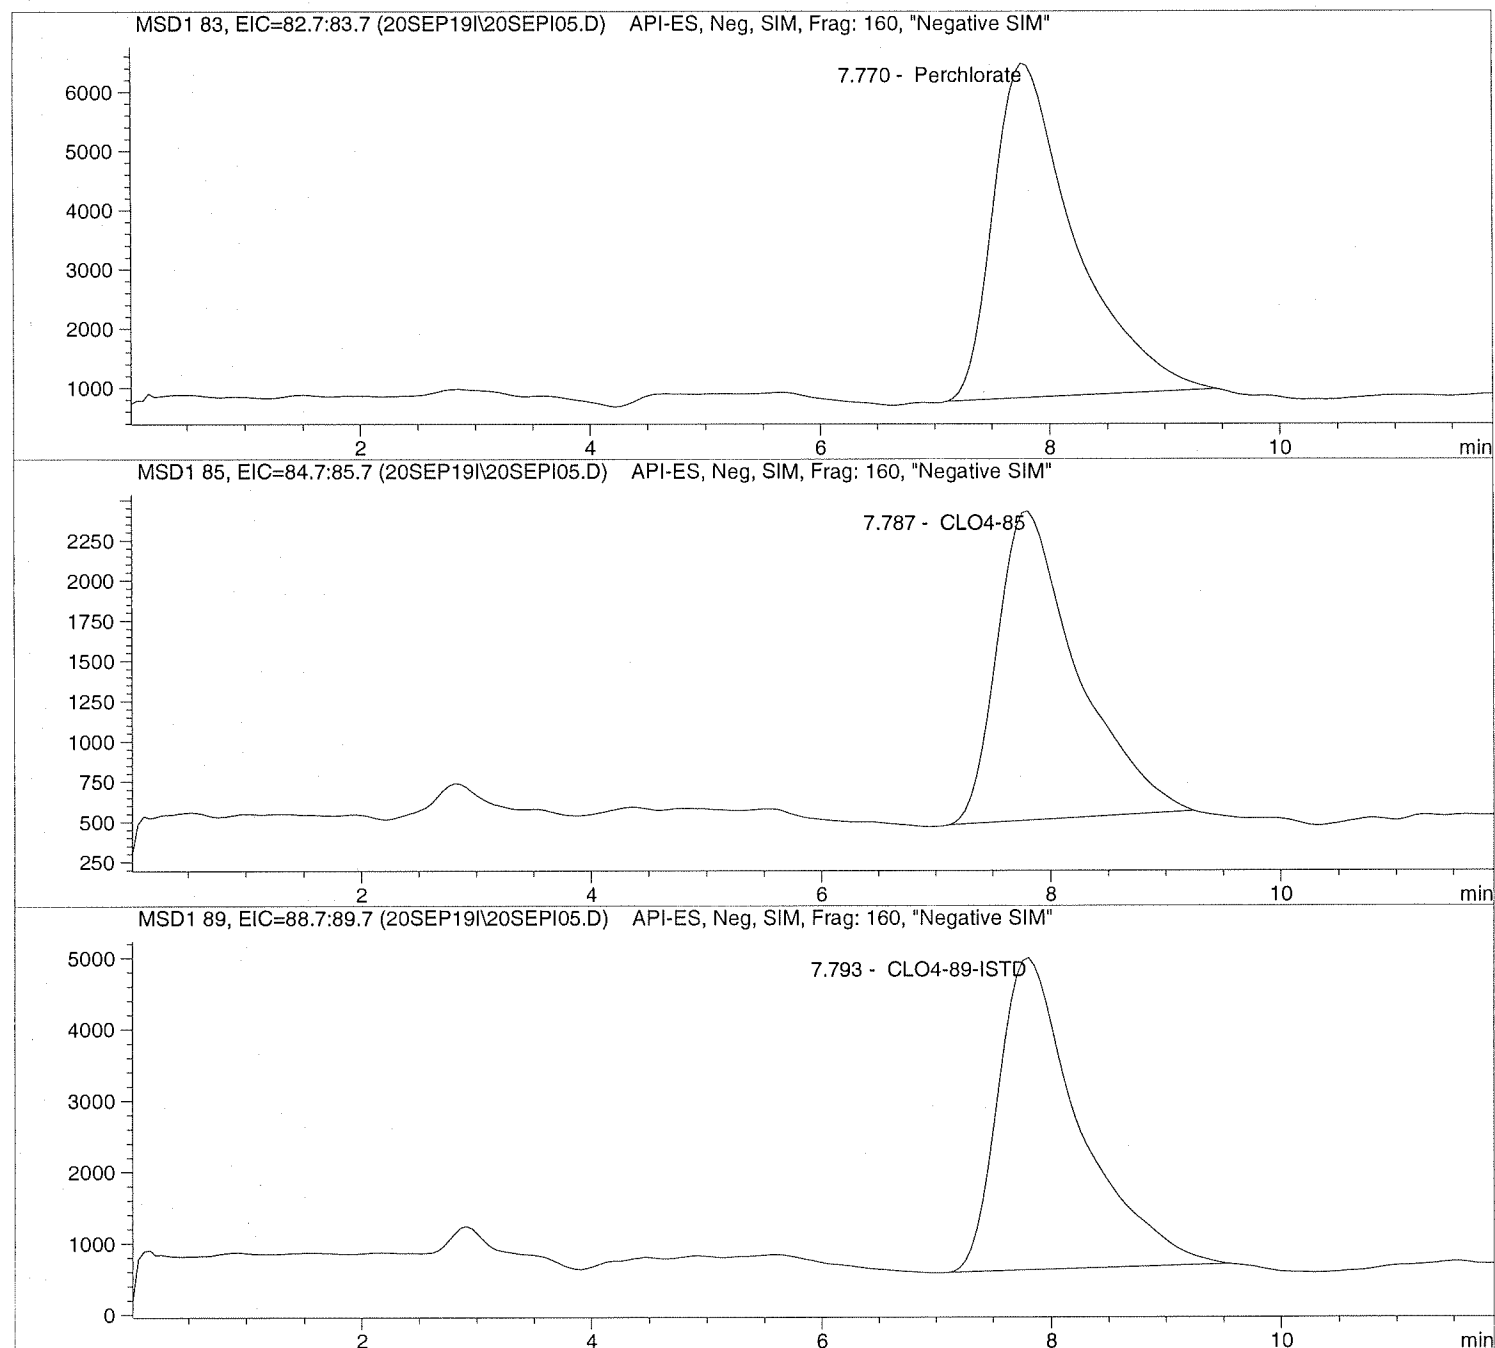 MSD1 83, EIC=82.7:83.7 (20SEP19I\20SEPI05.D) API-ES, Neg, SIM, Frag: 160, "Negative SIM"
7.770 - Perchlorate
6000
5000
4000
3000
2000
1000
2 4 6 8 10 min
MSD1 85, EIC=84.7:85.7 (20SEP19I\20SEPI05.D) API-ES, Neg, SIM, Frag: 160, "Negative SIM"
7.787 - CLO4-85
2250
2000
1750
1500
1250
1000
750
500
250
2 4 6 8 10 min
MSD1 89, EIC=88.7:89.7 (20SEP19I\20SEPI05.D) API-ES, Neg, SIM, Frag: 160, "Negative SIM"
5000
7.793 - CLO4-89-ISTD
4000
3000
2000
1000
0
2 4 6 8 10 min